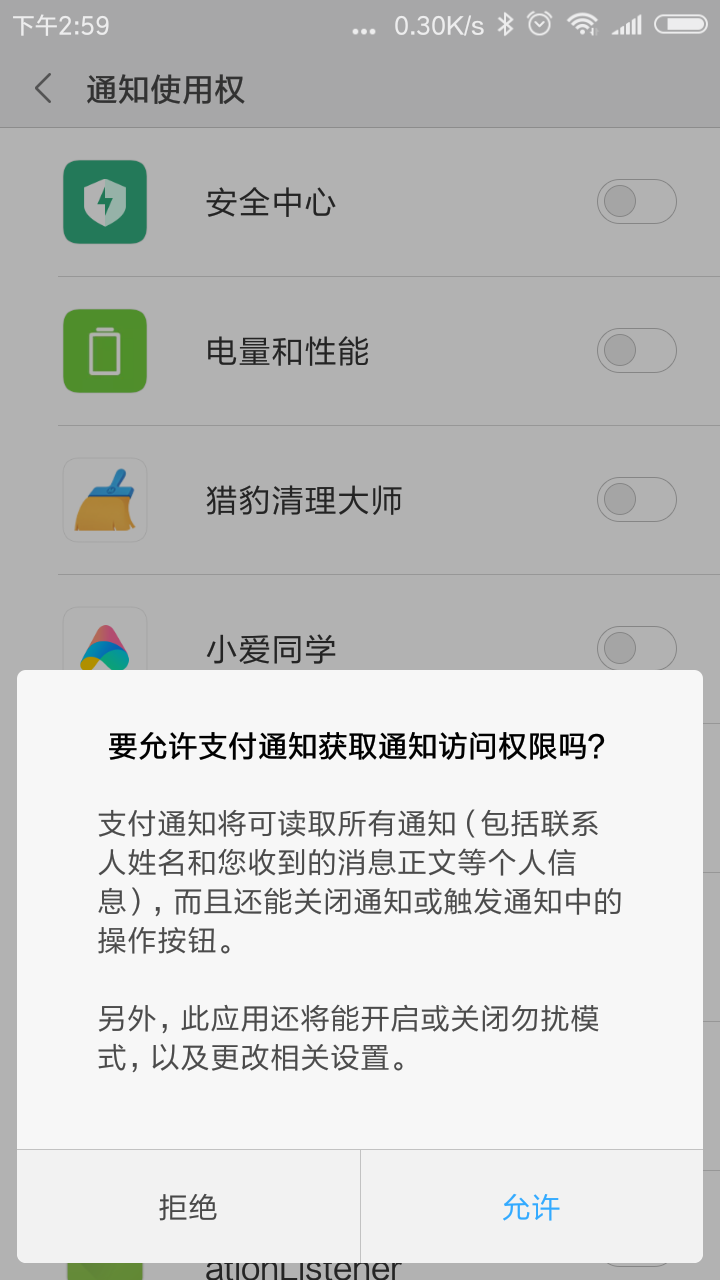 下午2:59 ... 0.30K/s
通知使用权
安全中心
电量和性能
猎豹清理大师
小爱同学
要允许支付通知获取通知访问权限吗?
支付通知将可读取所有通知(包括联系
人姓名和您收到的消息正文等个人信
息),而且还能关闭通知或触发通知中的
操作按钮。
另外,此应用还将能开启或关闭勿扰模
式,以及更改相关设置。
拒绝 允许
ationListener